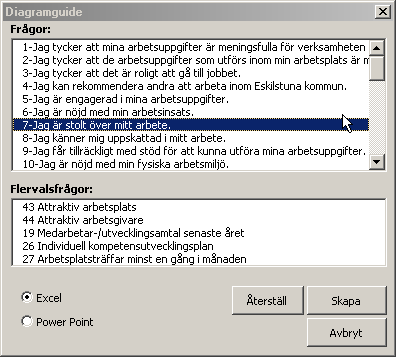 Diagramguide
Frågor:
1-Jag tycker att mina arbetsuppgifter är meningsfulla för verksamheten
2-Jag tycker att de arbetsuppgifter som utförs inom min arbetsplats är m
3-Jag tycker att det är roligt att gå till jobbet.
4-Jag kan rekommendera andra att arbeta inom Eskilstuna kommun.
5-Jag är engagerad i mina arbetsuppgifter.
6-Jag är nöjd med min arbetsinsats.
7-Jag är stolt över mitt arbete.
8-Jag känner mig uppskattad i mitt arbete.
9-Jag får tillräckligt med stöd för att kunna utföra mina arbetsuppgifter.
10-Jag är nöjd med min fysiska arbetsmiljö.
Flervalsfrågor:
43 Attraktiv arbetsplats
44 Attraktiv arbetsgivare
19 Medarbetar-/utvecklingsamtal senaste året
26 Individuell kompetensutvecklingsplan
27 Arbetsplatsträffar minst en gång i månaden
Excel
Power Point
Återställ
Skapa
Avbryt